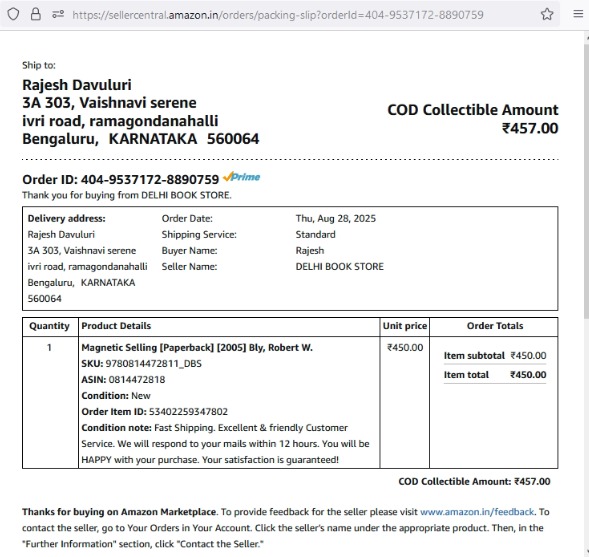 https://sellercentral.amazon.in/orders/packing-slip?orderId=404-9537172-8890759
Ship to:
Rajesh Davuluri
3A 303, Vaishnavi serene
ivri road, ramagondanahalli
Bengaluru, KARNATAKA 560064
COD Collectible Amount
₹457.00
Order ID: 404-9537172-8890759 Prime
Thank you for buying from DELHI BOOK STORE.
Delivery address:
Rajesh Davuluri
3A 303, Vaishnavi serene
ivri road, ramagondanahalli
Bengaluru, KARNATAKA
560064
Order Date: Thu, Aug 28, 2025
Shipping Service: Standard
Buyer Name: Rajesh
Seller Name: DELHI BOOK STORE
Quantity Product Details Unit price Order Totals
1 Magnetic Selling [Paperback] [2005] Bly, Robert W. ₹450.00
SKU: 9780814472811_DBS
ASIN: 0814472818
Condition: New
Order Item ID: 53402259347802
Condition note: Fast Shipping. Excellent & friendly Customer
Service. We will respond to your mails within 12 hours. You will be
HAPPY with your purchase. Your satisfaction is guaranteed!
Item subtotal ₹450.00
Item total ₹450.00
COD Collectible Amount: ₹457.00
Thanks for buying on Amazon Marketplace. To provide feedback for the seller please visit www.amazon.in/feedback. To
contact the seller, go to Your Orders in Your Account. Click the seller's name under the appropriate product. Then, in the
"Further Information" section, click "Contact the Seller."